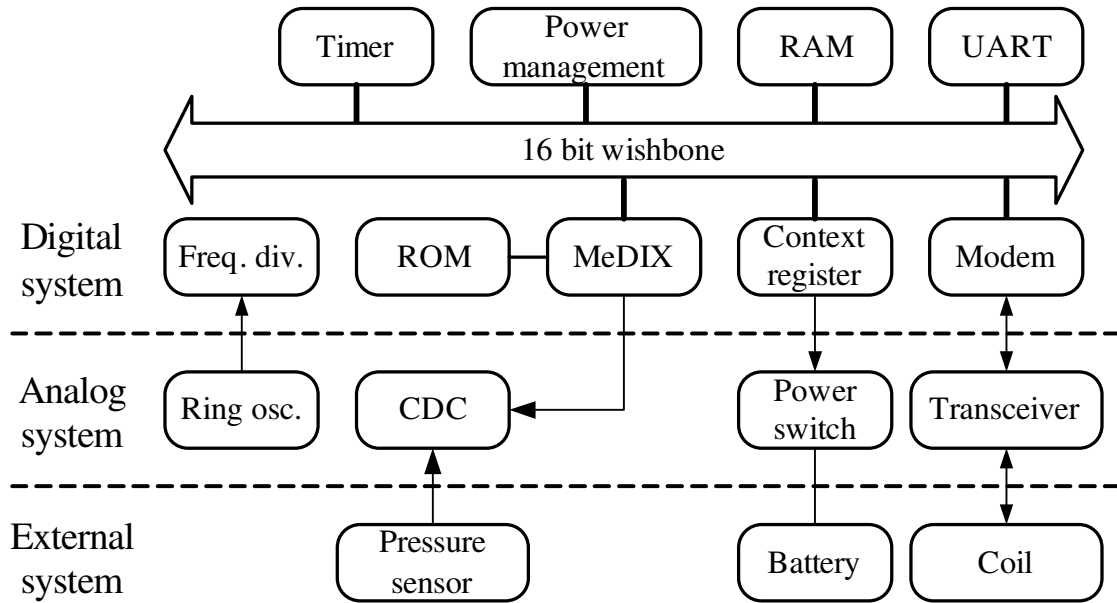 Timer
Power
management
RAM
UART
16 bit wishbone
Digital
system
Freq. div.
ROM
MeDIX
Context
register
Modem
Analog
system
Ring osc.
CDC
Power
switch
Transceiver
External
system
Pressure
sensor
Battery
Coil